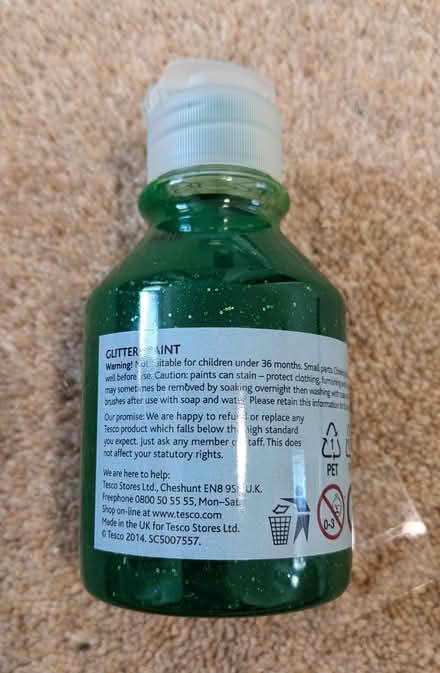 GLITTER PAINT
Warning! Not suitable for children under 36 months. Small parts.
well before use. Caution: paints can stain – protect clothing, furnishing
may sometimes be removed by soaking overnight then washing with
brushes after use with soap and water. Please retain this information for
Our promise: We are happy to refund or replace any
Tesco product which falls below the high standard
you expect. Just ask any member of staff. This does
not affect your statutory rights.
We are here to help:
Tesco Stores Ltd., Cheshunt EN8 9SL U.K.
Freephone 0800 50 55 55, Mon–Sat.
Shop on-line at www.tesco.com
Made in the UK for Tesco Stores Ltd.
© Tesco 2014. SC5007557.
1
PET
0-3